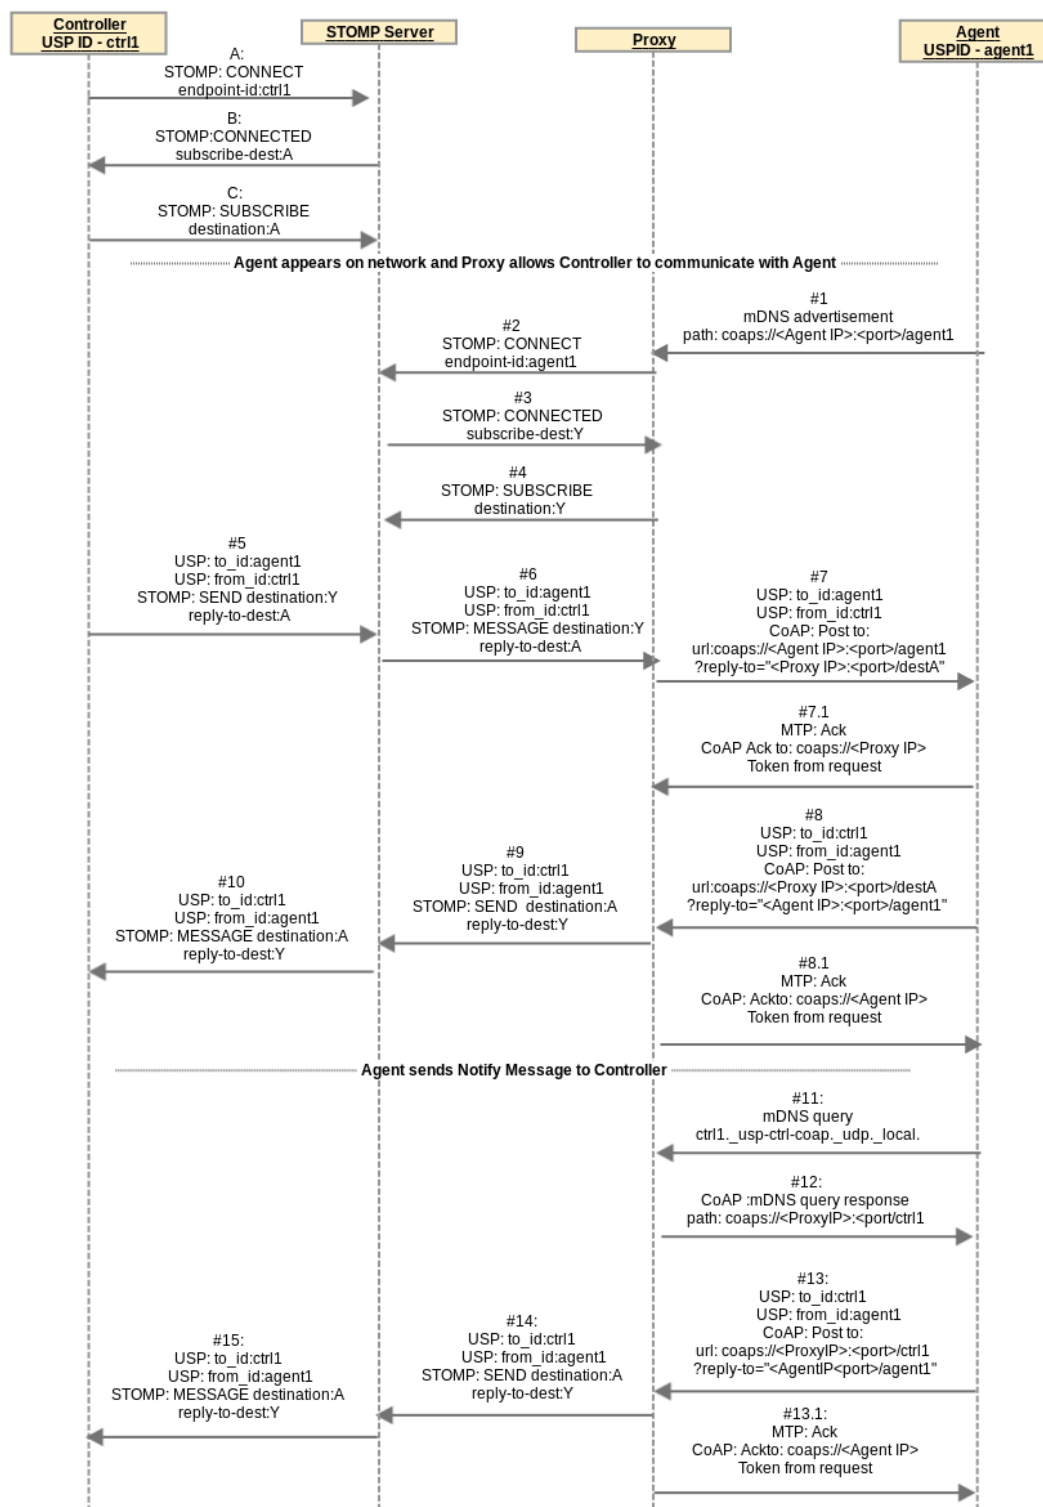 Controller
USP ID - ctrl1
STOMP Server
Proxy
Agent
USPID - agent1
A:
STOMP: CONNECT
endpoint-id:ctrl1
B:
STOMP:CONNECTED
subscribe-dest:A
C:
STOMP: SUBSCRIBE
destination:A
Agent appears on network and Proxy allows Controller to communicate with Agent
#1
mDNS advertisement
path: coaps://<Agent IP>:<port>/agent1
#2
STOMP: CONNECT
endpoint-id:agent1
#3
STOMP: CONNECTED
subscribe-dest:Y
#4
STOMP: SUBSCRIBE
destination:Y
#5
USP: to_id:agent1
USP: from_id:ctrl1
STOMP: SEND destination:Y
reply-to-dest:A
#6
USP: to_id:agent1
USP: from_id:ctrl1
STOMP: MESSAGE destination:Y
reply-to-dest:A
#7
USP: to_id:agent1
USP: from_id:ctrl1
CoAP: Post to:
url:coaps://<Agent IP>:<port>/agent1
?reply-to="<Proxy IP>:<port>/destA"
#7.1
MTP: Ack
CoAP Ack to: coaps://<Proxy IP>
Token from request
#8
USP: to_id:ctrl1
USP: from_id:agent1
CoAP: Post to:
url:coaps://<Proxy IP>:<port>/destA
?reply-to="<Agent IP>:<port>/agent1"
#9
USP: to_id:ctrl1
USP: from_id:agent1
STOMP: SEND destination:A
reply-to-dest:Y
#10
USP: to_id:ctrl1
USP: from_id:agent1
STOMP: MESSAGE destination:A
reply-to-dest:Y
#8.1
MTP: Ack
CoAP: Ackto: coaps://<Agent IP>
Token from request
Agent sends Notify Message to Controller
#11:
mDNS query
ctrl1._usp-ctrl-coap._udp._local.
#12:
CoAP :mDNS query response
path: coaps://<ProxyIP>:<port/ctrl1
#13:
USP: to_id:ctrl1
USP: from_id:agent1
CoAP: Post to:
url: coaps://<ProxyIP>:<port>/ctrl1
?reply-to="<AgentIP<port>/agent1"
#14:
USP: to_id:ctrl1
USP: from_id:agent1
STOMP: SEND destination:A
reply-to-dest:Y
#15:
USP: to_id:ctrl1
USP: from_id:agent1
STOMP: MESSAGE destination:A
reply-to-dest:Y
#13.1:
MTP: Ack
CoAP: Ackto: coaps://<Agent IP>
Token from request